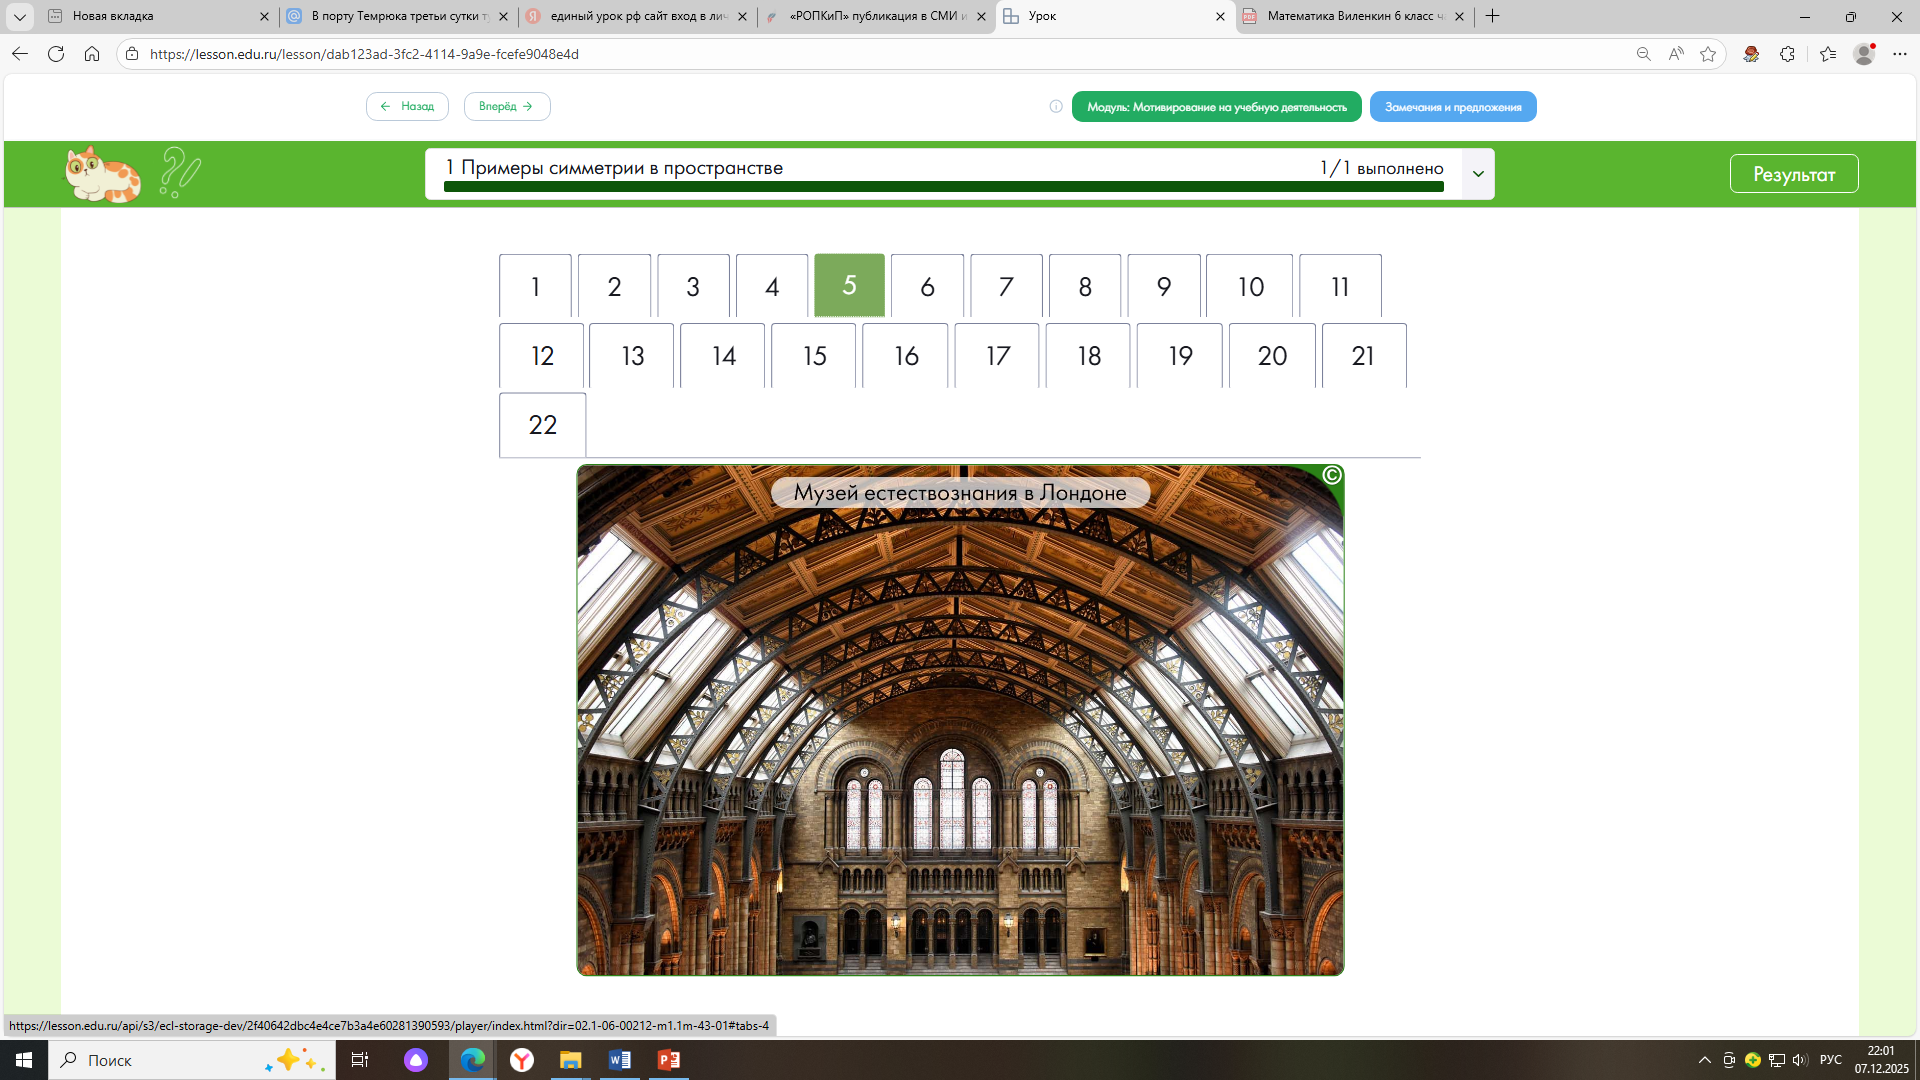 Новая вкладка
В порту Темрюка третьи сутки
единый урок рф сайт вход в
«РОПКиП» публикация в СМИ
Урок
Математика Виленкин 6 класс
https://lesson.edu.ru/lesson/dab123ad-3fc2-4114-9a9e-fcefe9048e4d
← Назад
Вперёд →
Модуль: Мотивирование на учебную деятельность
Замечания и предложения
1 Примеры симметрии в пространстве
1/1 выполнено
Результат
1 2 3 4 5 6 7 8 9 10 11
12 13 14 15 16 17 18 19 20 21
22
Музей естествознания в Лондоне
©
https://lesson.edu.ru/api/s3/ecl-storage-dev/2f40642dbc4e4ce7b3a4e60281390593/player/index.html?dir=02.1-06-00212-m1.1m-43-01#tabs-4
Поиск
РУС
22:01
07.12.2025